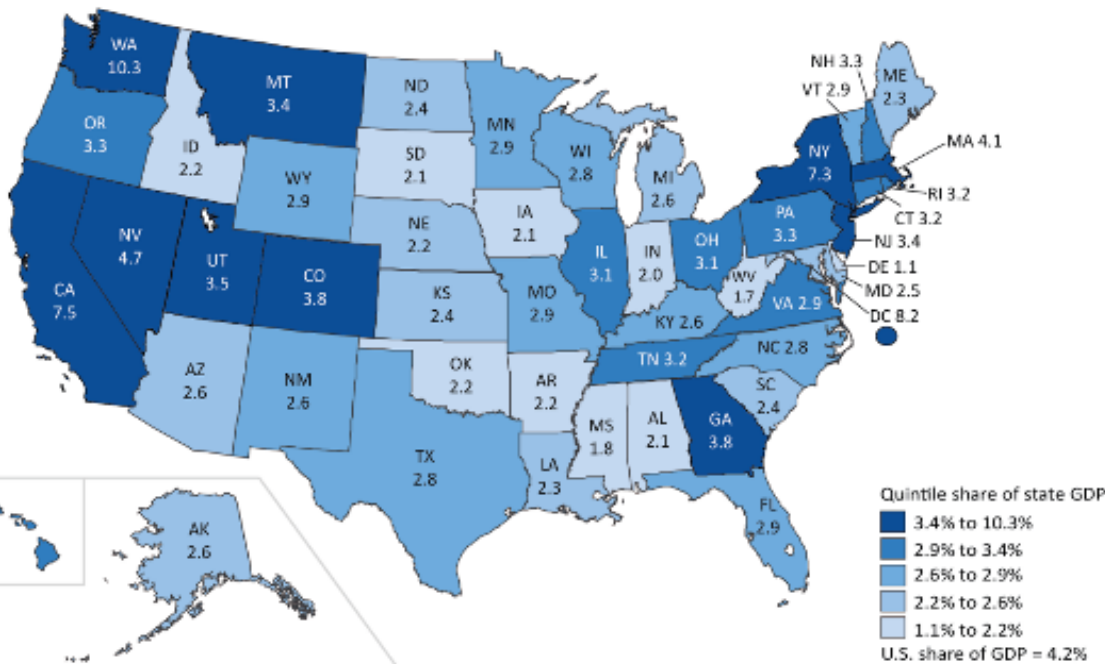 WA
10.3
MT
3.4
ND
2.4
MN
2.9
OR
3.3
ID
2.2
SD
2.1
WI
2.8
MI
2.6
WY
2.9
NE
2.2
IA
2.1
NH 3.3
VT 2.9
ME
2.3
NY
7.3
MA 4.1
RI 3.2
CT 3.2
PA
3.3
NJ 3.4
DE 1.1
MD 2.5
DC 8.2
CA
7.5
NV
4.7
UT
3.5
CO
3.8
KS
2.4
MO
2.9
IL
3.1
IN
2.0
OH
3.1
WV
1.7
VA 2.9
KY 2.6
TN 3.2
NC 2.8
AZ
2.6
NM
2.6
OK
2.2
AR
2.2
SC
2.4
MS
1.8
AL
2.1
GA
3.8
TX
2.8
LA
2.3
FL
2.9
AK
2.6
Quintile share of state GDP
3.4% to 10.3%
2.9% to 3.4%
2.6% to 2.9%
2.2% to 2.6%
1.1% to 2.2%
U.S. share of GDP = 4.2%